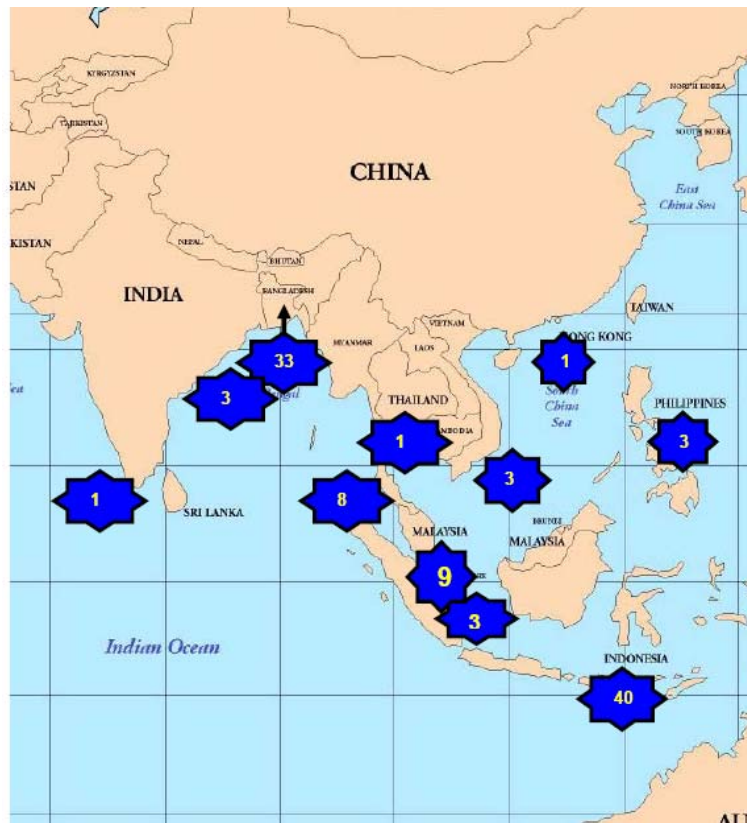 KYRGYZSTAN
NORTH KOREA
TAJIKISTAN
SOUTH KOREA
CHINA
STAN
East
China Sea
KISTAN
NEPAL
BHUTAN
INDIA
BANGLADESH
TAIWAN
VIETNAM
MYANMAR
LAOS
HONG KONG
33
1
3
THAILAND
South
China
Sea
PHILIPPINES
1
3
1
8
3
SRI LANKA
BRUNEI
MALAYSIA
MALAYSIA
9
3
Indian Ocean
INDONESIA
40